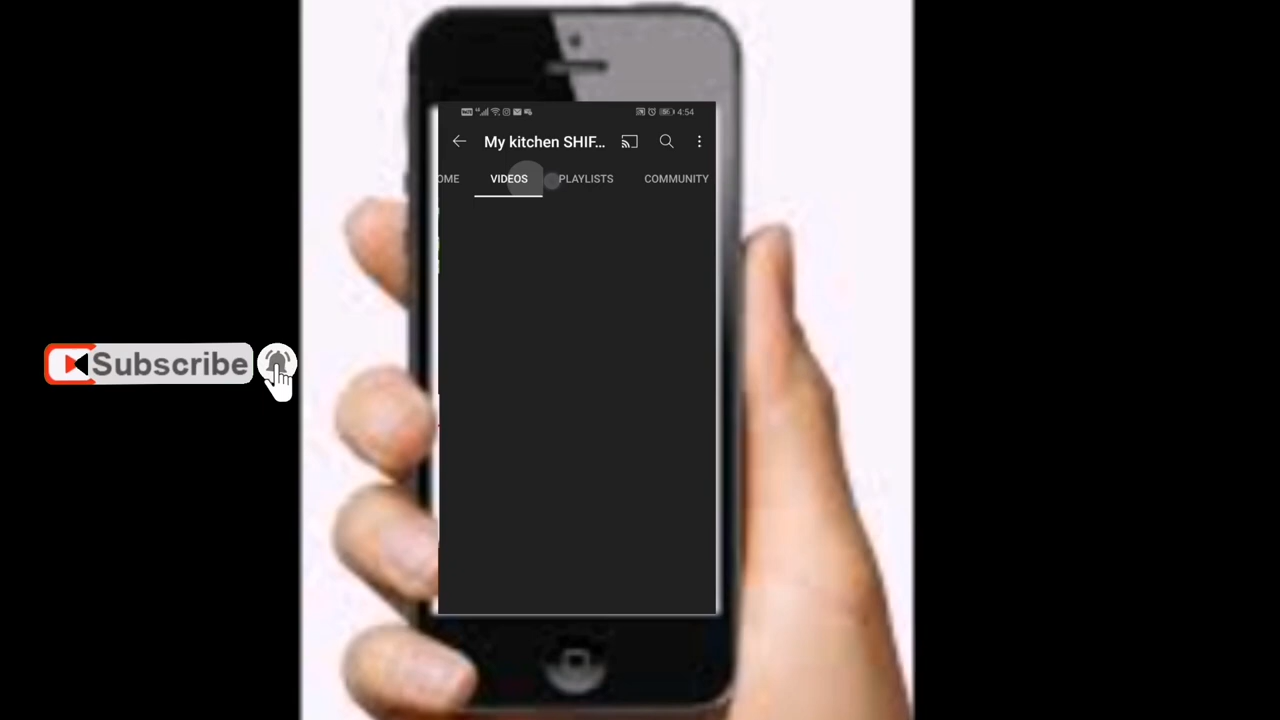 4:54
My kitchen SHIF...
OME
VIDEOS
PLAYLISTS
COMMUNITY
Subscribe